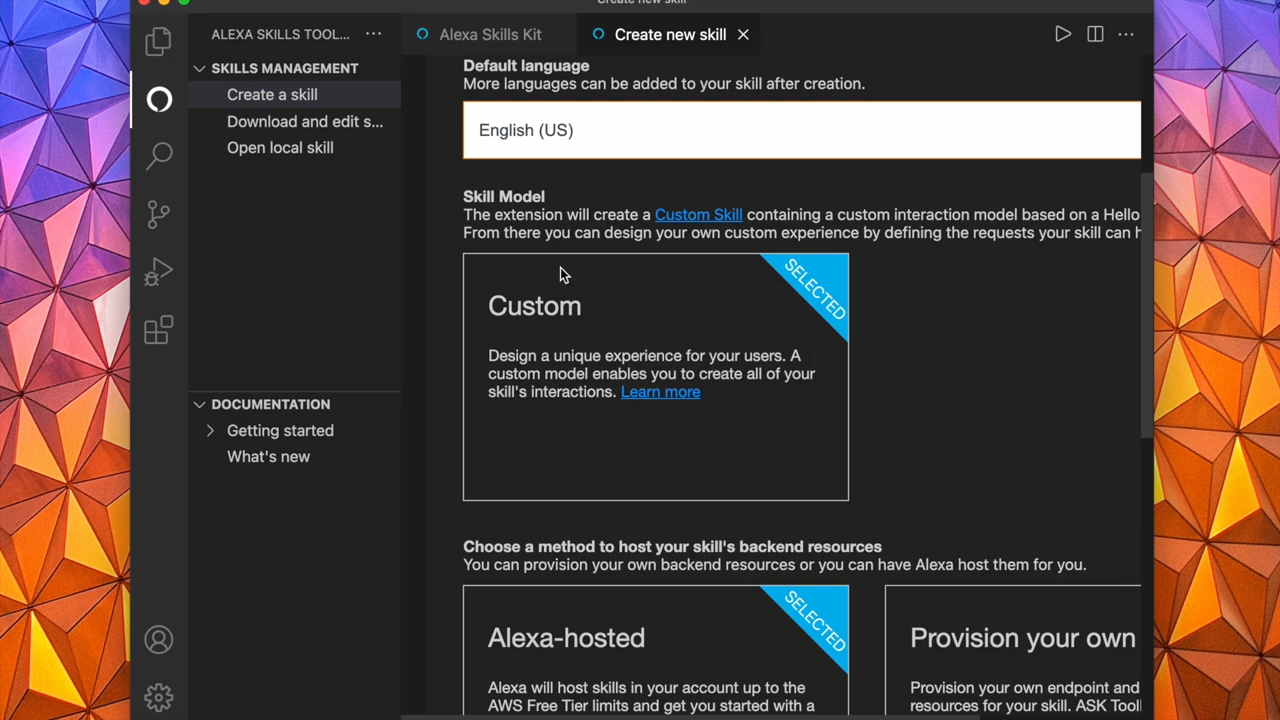 Create new skill
ALEXA SKILLS TOOL...
Alexa Skills Kit
Create new skill
SKILLS MANAGEMENT
Create a skill
Download and edit s...
Open local skill
DOCUMENTATION
Getting started
What's new
Default language
More languages can be added to your skill after creation.
English (US)
Skill Model
The extension will create a Custom Skill containing a custom interaction model based on a Hello
From there you can design your own custom experience by defining the requests your skill can
SELECTED
Custom
Design a unique experience for your users. A
custom model enables you to create all of your
skill's interactions. Learn more
Choose a method to host your skill's backend resources
You can provision your own backend resources or you can have Alexa host them for you.
SELECTED
Alexa-hosted
Alexa will host skills in your account up to the
AWS Free Tier limits and get you started with a
Provision your own
Provision your own endpoint and
resources for your skill. ASK Tool